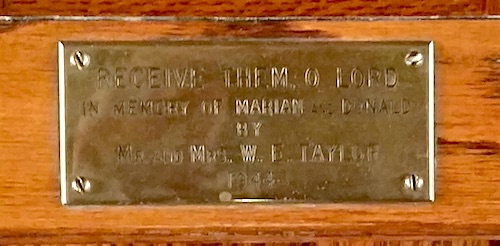 RECEIVE THEM, O LORD
IN MEMORY OF MARIAN AND DONALD
BY
MR. AND MRS. W. E. TAYLOR